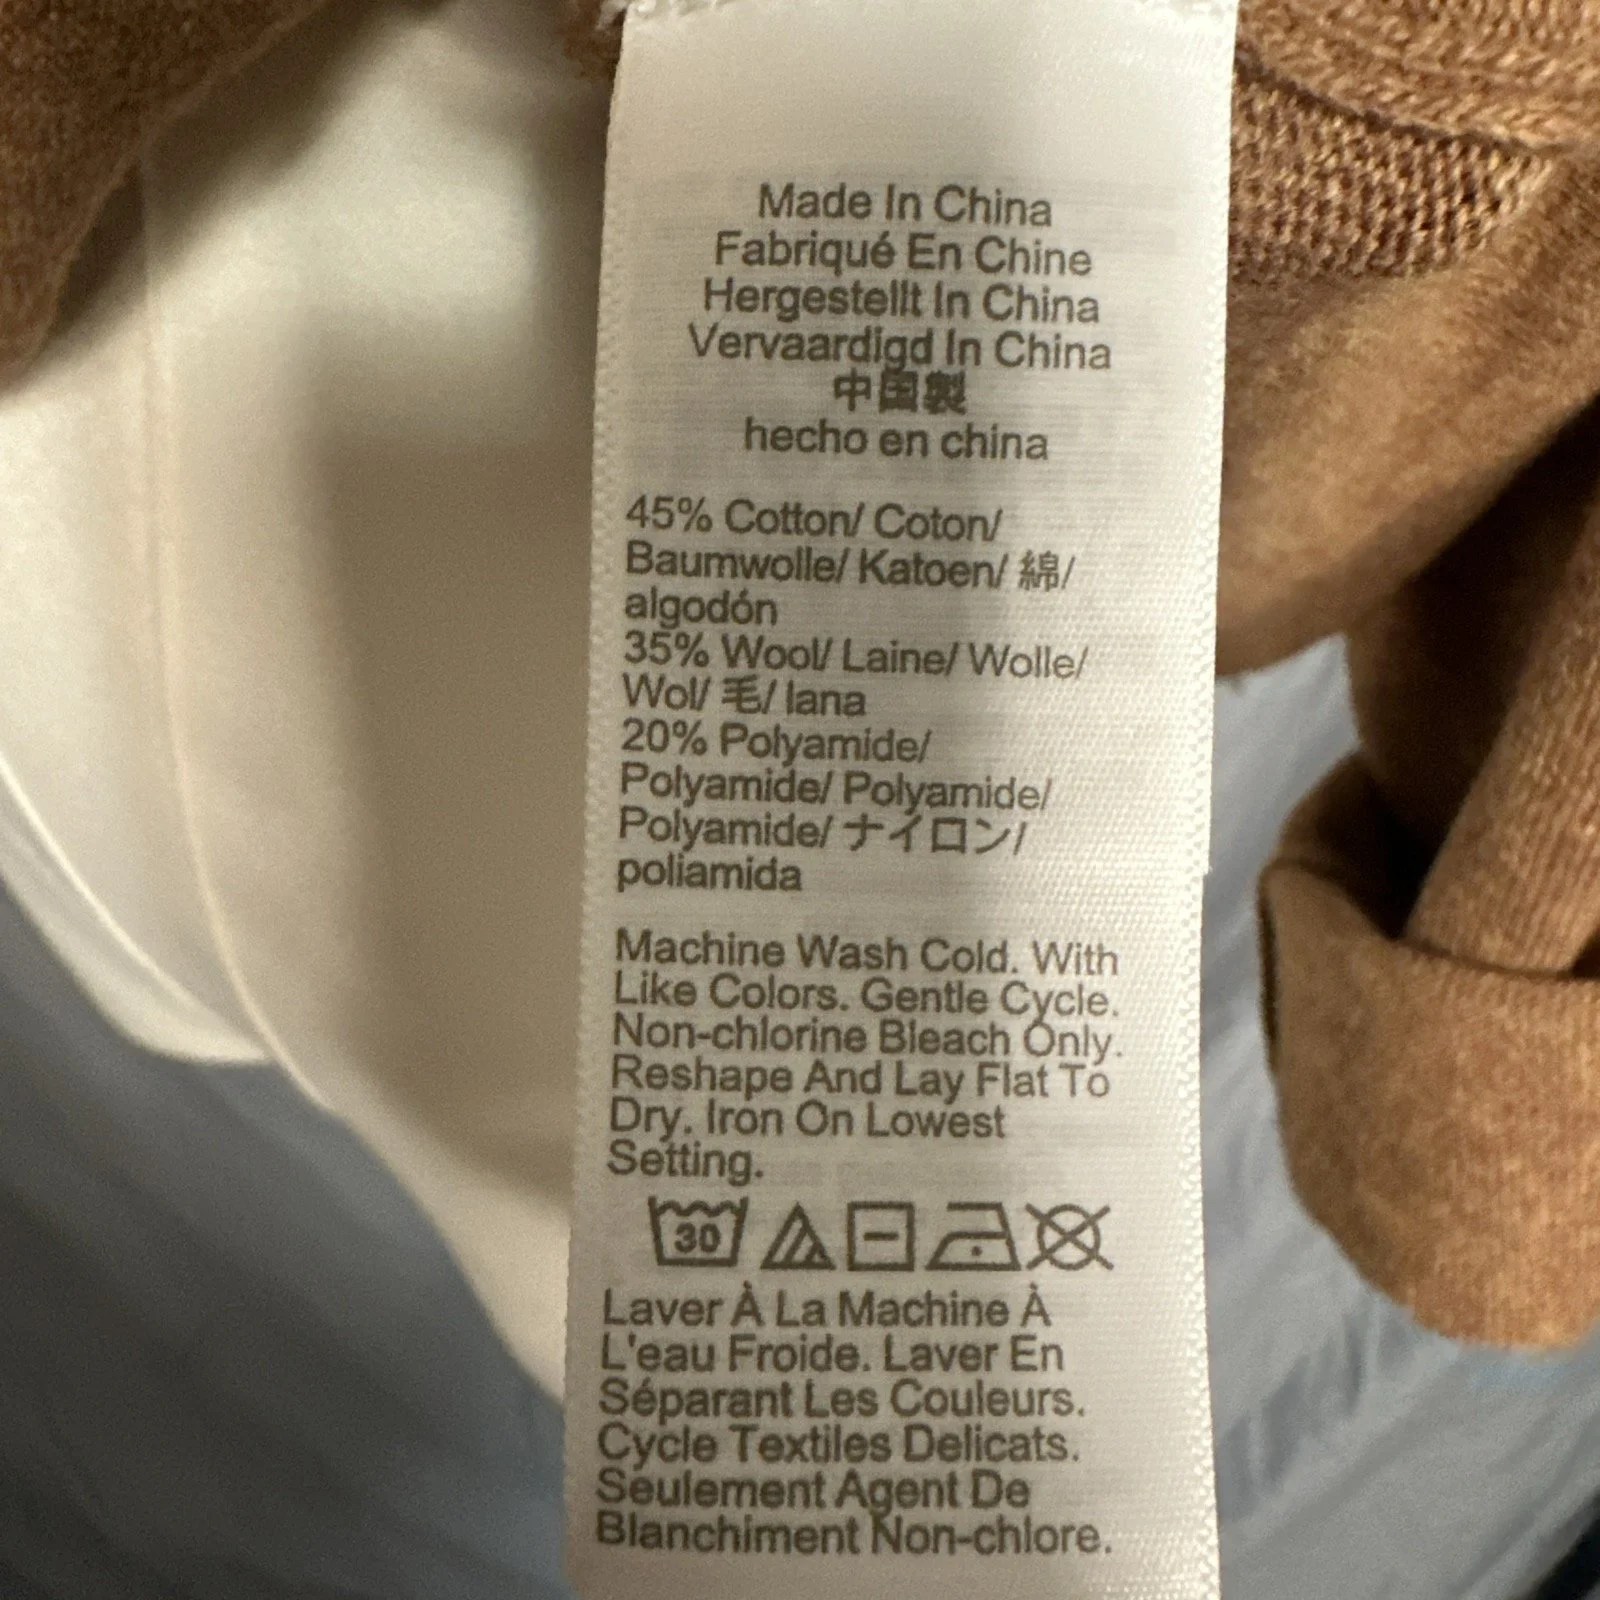 Made In China
Fabriqué En Chine
Hergestellt In China
Vervaardigd In China
中国製
hecho en china
45% Cotton/ Coton/
Baumwolle/ Katoen/ 綿/
algodón
35% Wool/ Laine/ Wolle/
Wol/ 毛/ lana
20% Polyamide/
Polyamide/ Polyamide/
Polyamide/ ナイロン/
poliamida
Machine Wash Cold. With
Like Colors. Gentle Cycle.
Non-chlorine Bleach Only.
Reshape And Lay Flat To
Dry. Iron On Lowest
Setting.
30
Laver À La Machine À
L'eau Froide. Laver En
Séparant Les Couleurs.
Cycle Textiles Delicats.
Seulement Agent De
Blanchiment Non-chlore.